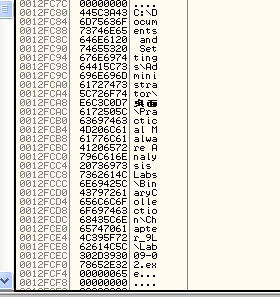 0012FC7C 00000000 ....
0012FC80 445C3A43 C:\D
0012FC84 6D75636F ocum
0012FC88 73746E65 ents
0012FC8C 646E6120  and
0012FC90 74655320  Set
0012FC94 676E6974 ting
0012FC98 64415C73 s\Ad
0012FC9C 696E696D mini
0012FCA0 61727473 stra
0012FCA4 5C726F74 tor\
0012FCA8 E6C3C0D7 桌面
0012FCAC 6172505C \Pra
0012FCB0 63697463 ctic
0012FCB4 4D206C61 al M
0012FCB8 61776C61 alwa
0012FCBC 41206572 re A
0012FCC0 796C616E naly
0012FCC4 20736973 sis
0012FCC8 7362614C Labs
0012FCCC 6E69425C \Bin
0012FCD0 43797261 aryC
0012FCD4 656C6C6F olle
0012FCD8 6F697463 ctio
0012FCDC 68435C6E n\Ch
0012FCE0 65747061 apte
0012FCE4 4C395F72 r_9L
0012FCE8 62614C5C \Lab
0012FCEC 302D3930 09-0
0012FCF0 78652E32 2.ex
0012FCF4 00000065 e...
0012FCF8 00000000 ....